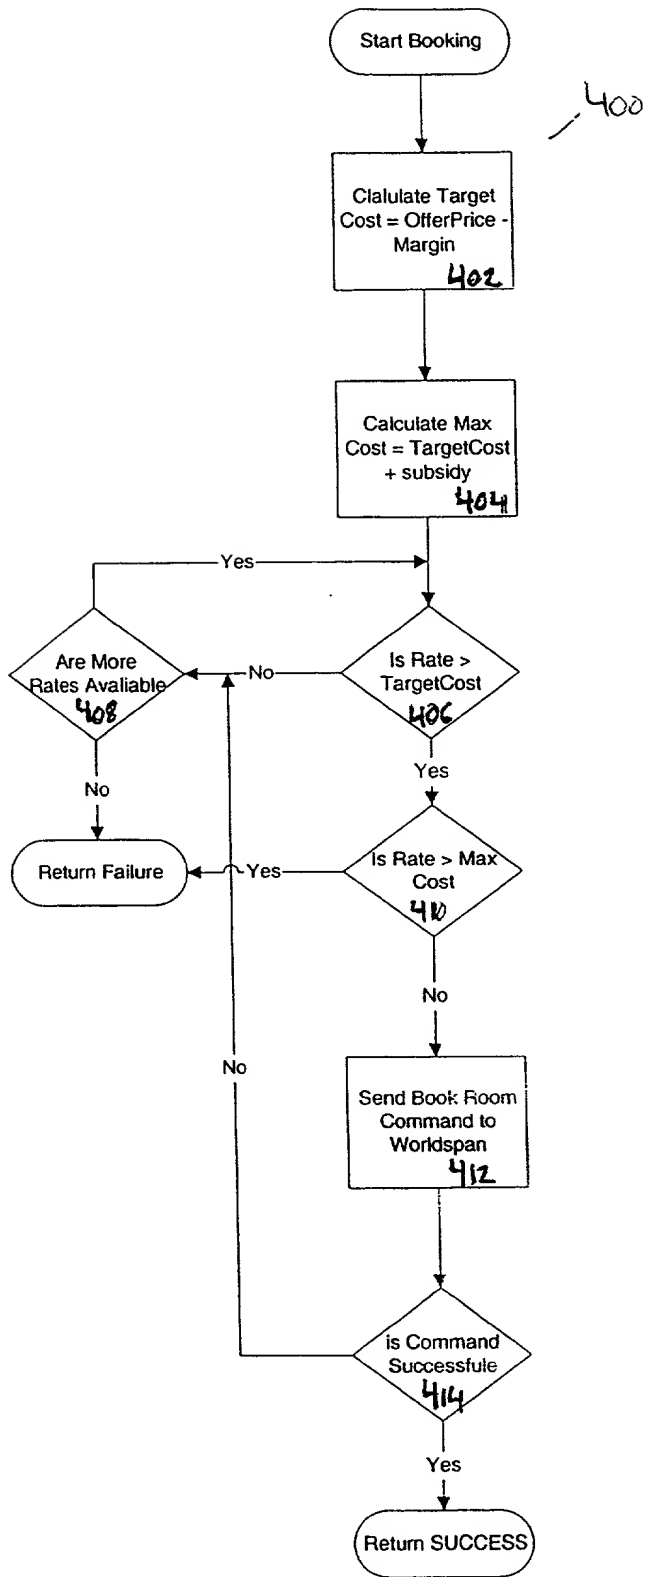 Start Booking
400
Clalulate Target
Cost = OfferPrice -
Margin
402
Calculate Max
Cost = TargetCost
+ subsidy
404
Yes
Are More
Rates Avaliable
408
No
Is Rate >
TargetCost
406
No
Yes
Return Failure
Yes
Is Rate > Max
Cost
410
No
No
Send Book Room
Command to
Worldspan
412
is Command
Successfule
414
Yes
Return SUCCESS